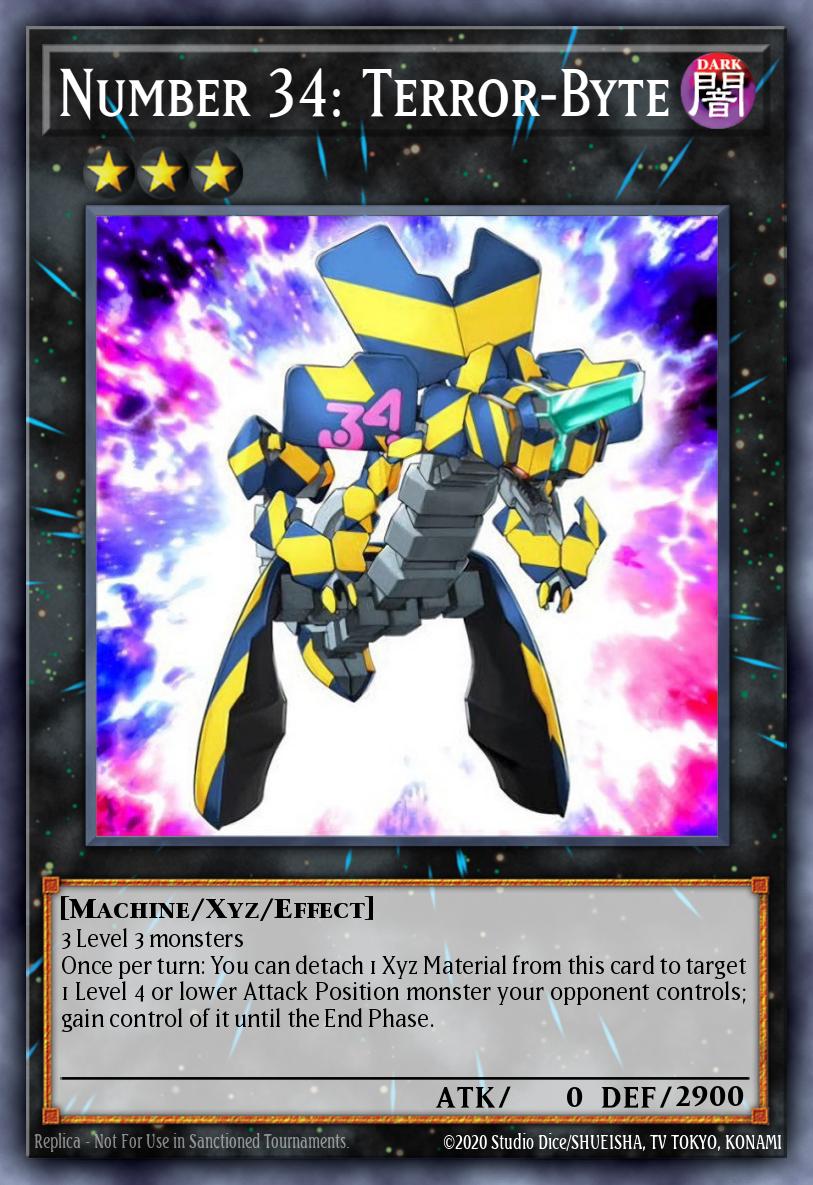 Number 34: Terror-Byte
DARK
闇
34
[Machine/Xyz/Effect]
3 Level 3 monsters
Once per turn: You can detach 1 Xyz Material from this card to target
1 Level 4 or lower Attack Position monster your opponent controls;
gain control of it until the End Phase.
ATK/ 0 DEF/2900
Replica - Not For Use in Sanctioned Tournaments. ©2020 Studio Dice/SHUEISHA, TV TOKYO, KONAMI